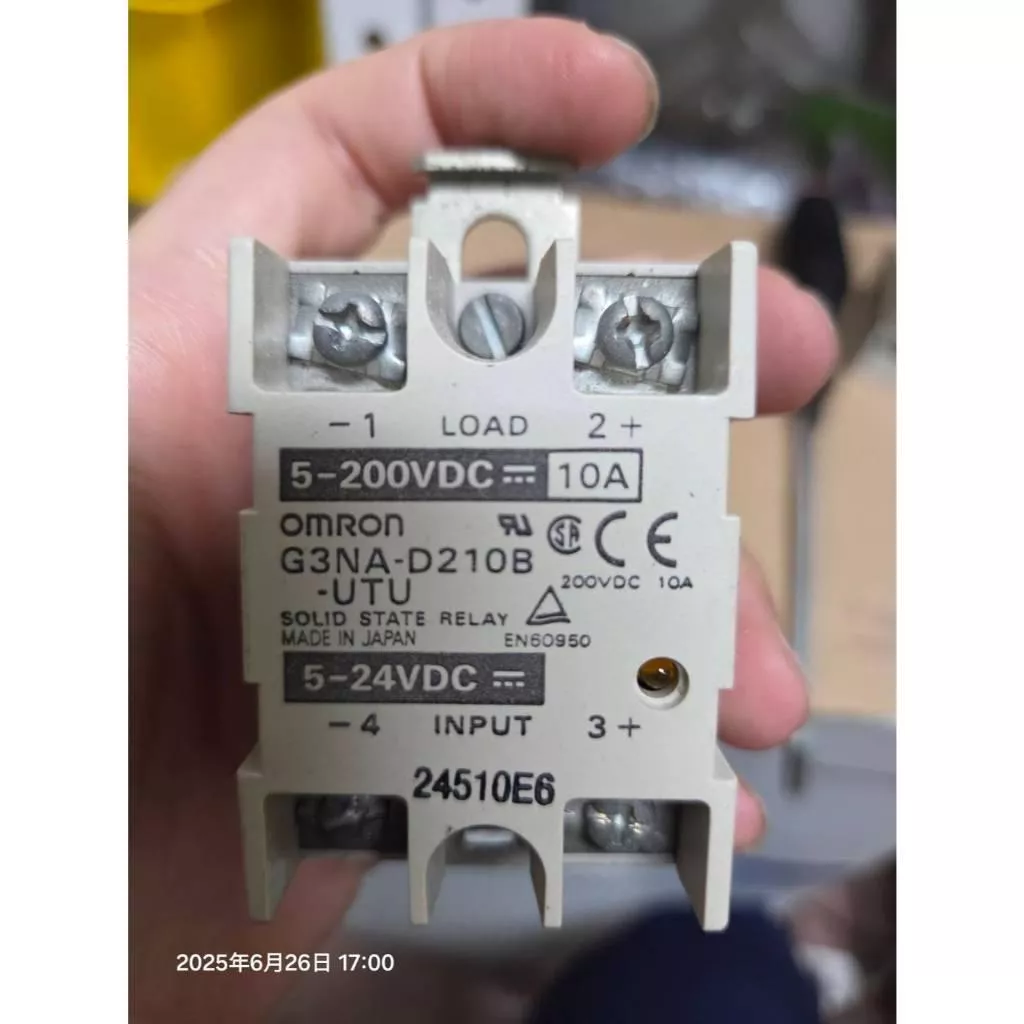 -1 LOAD 2+
5-200VDC 10A
OMRON
G3NA-D210B
-UTU
200VDC 10A
SOLID STATE RELAY
MADE IN JAPAN EN60950
5-24VDC
-4 INPUT 3+
24510E6
2025年6月26日 17:00